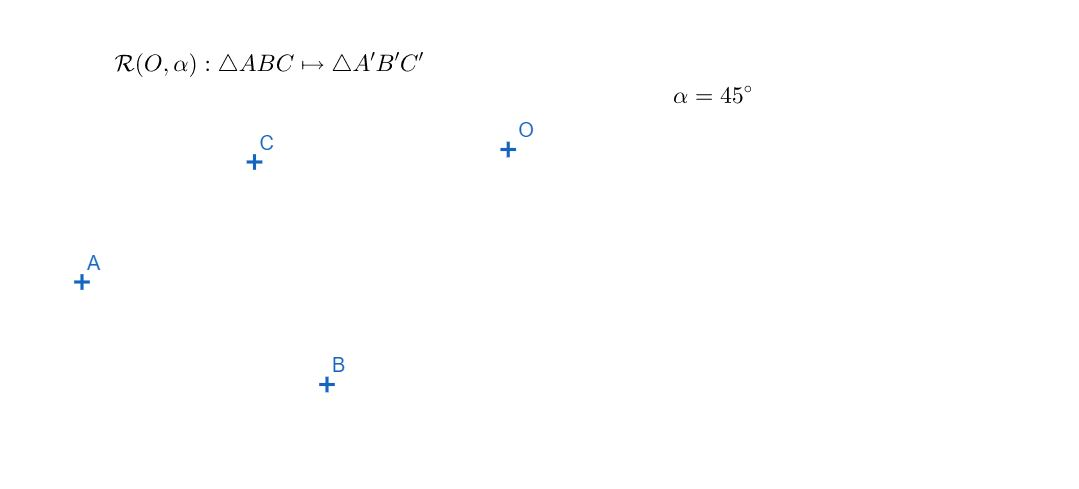 ℛ(O, α) : △ABC ↦ △A′B′C′
α = 45°
C
O
A
B